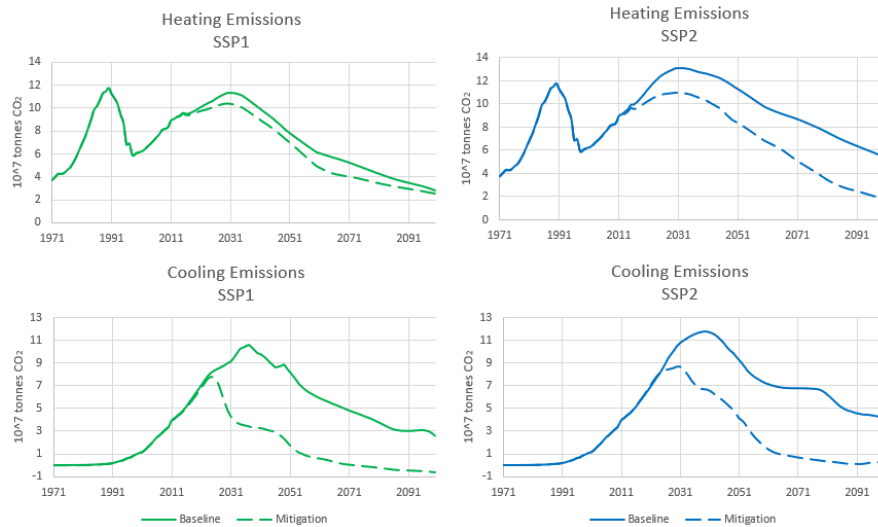 Heating Emissions
SSP1
10^7 tonnes CO₂
14
12
10
8
6
4
2
0
1971 1991 2011 2031 2051 2071 2091
Heating Emissions
SSP2
10^7 tonnes CO₂
14
12
10
8
6
4
2
0
1971 1991 2011 2031 2051 2071 2091
Cooling Emissions
SSP1
10^7 tonnes CO₂
13
11
9
7
5
3
1
-1
1971 1991 2011 2031 2051 2071 2091
Baseline Mitigation
Cooling Emissions
SSP2
10^7 tonnes CO₂
13
11
9
7
5
3
1
-1
1971 1991 2011 2031 2051 2071 2091
Baseline Mitigation